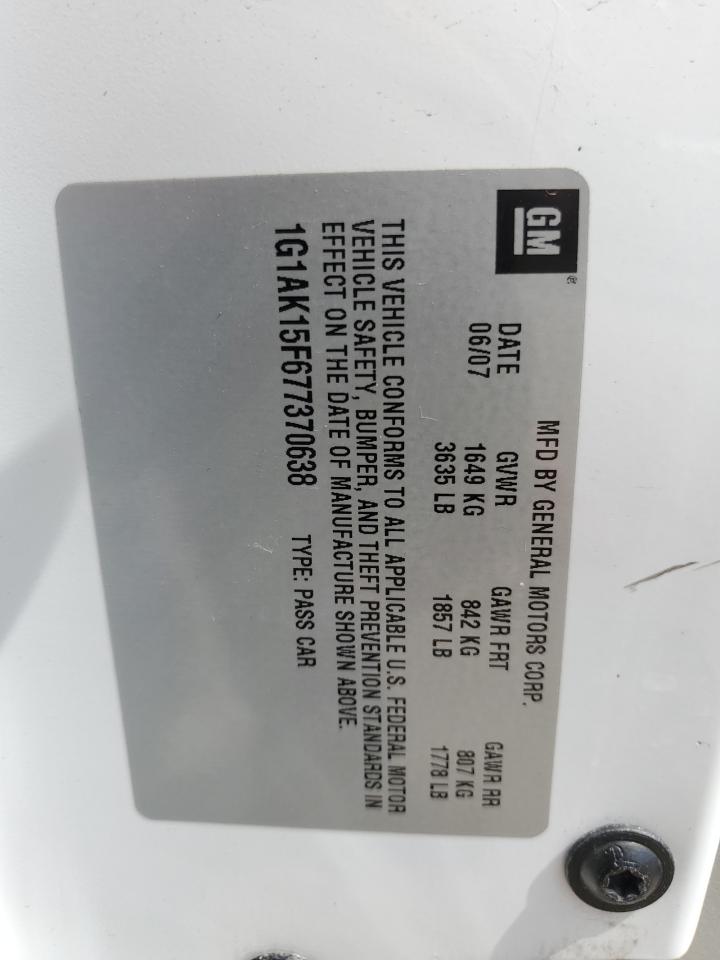 GM®
MFD BY GENERAL MOTORS CORP.
DATE GVWR GAWR FRT GAWR RR
06/07 1649 KG 842 KG 807 KG
3635 LB 1857 LB 1778 LB
THIS VEHICLE CONFORMS TO ALL APPLICABLE U.S. FEDERAL MOTOR
VEHICLE SAFETY, BUMPER, AND THEFT PREVENTION STANDARDS IN
EFFECT ON THE DATE OF MANUFACTURE SHOWN ABOVE.
1G1AK15F677370638 TYPE: PASS CAR